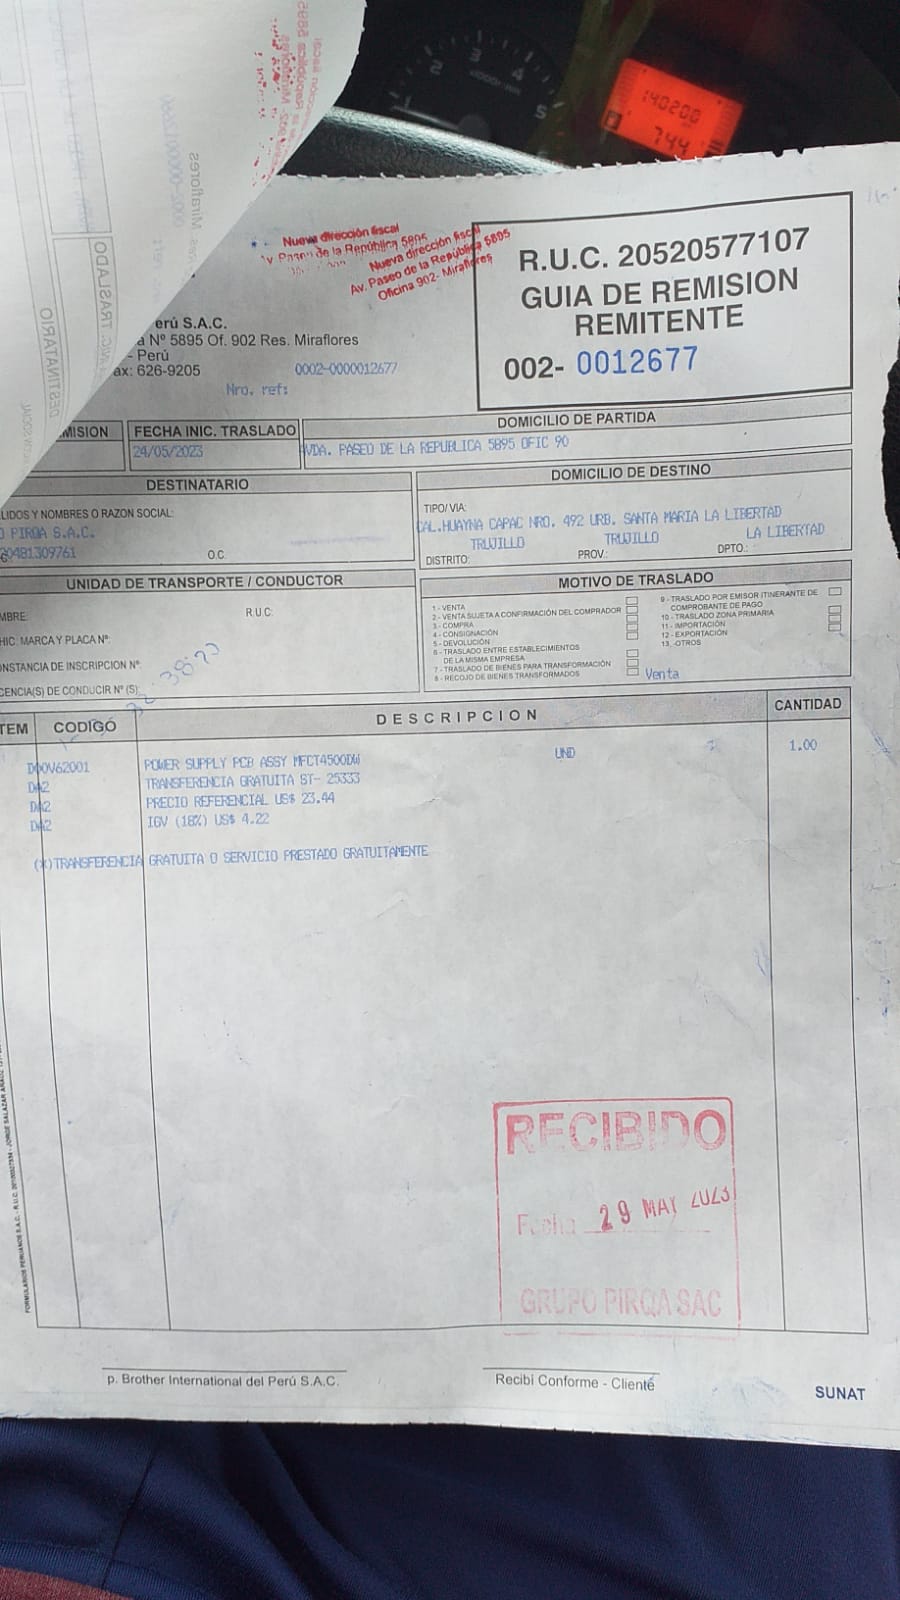 Nueva dirección fiscal
Av. Paseo de la República 5895
Nueva dirección fiscal
Av. Paseo de la República 5895
Oficina 902- Miraflores
R.U.C. 20520577107
GUIA DE REMISION
REMITENTE
002- 0012677
erú S.A.C.
a Nº 5895 Of. 902 Res. Miraflores
- Perú
ax: 626-9205
0002-0000012677
Nro. ref:
MISION
FECHA INIC. TRASLADO
24/05/2023
DOMICILIO DE PARTIDA
VDA. PASEO DE LA REPUBLICA 5895 OFIC 90
DESTINATARIO
LIDOS Y NOMBRES O RAZON SOCIAL:
O PIRQA S.A.C.
20481309761
O.C.
DOMICILIO DE DESTINO
TIPO/VIA:
CAL.HUAYNA CAPAC NRO. 492 URB. SANTA MARIA LA LIBERTAD
TRUJILLO TRUJILLO LA LIBERTAD
DISTRITO: PROV.: DPTO.:
UNIDAD DE TRANSPORTE / CONDUCTOR
MBRE: R.U.C:
HIC. MARCA Y PLACA Nº:
NSTANCIA DE INSCRIPCION Nº:
CENCIA(S) DE CONDUCIR Nº (S):
MOTIVO DE TRASLADO
1 - VENTA
2 - VENTA SUJETA A CONFIRMACIÓN DEL COMPRADOR
3 - COMPRA
4 - CONSIGNACIÓN
5 - DEVOLUCIÓN
6 - TRASLADO ENTRE ESTABLECIMIENTOS
DE LA MISMA EMPRESA
7 - TRASLADO DE BIENES PARA TRANSFORMACIÓN
8 - RECOJO DE BIENES TRANSFORMADOS
9 - TRASLADO POR EMISOR ITINERANTE DE
COMPROBANTE DE PAGO
10 - TRASLADO ZONA PRIMARIA
11 - IMPORTACIÓN
12 - EXPORTACIÓN
13 -OTROS
Venta
TEM CODIGO DESCRIPCION CANTIDAD
D00V62001 POWER SUPPLY PCB ASSY MFCT4500DW UND 1.00
DA2 TRANSFERENCIA GRATUITA ST- 25333
DA2 PRECIO REFERENCIAL US$ 23.44
DA2 IGV (18%) US$ 4.22
(*)TRANSFERENCIA GRATUITA O SERVICIO PRESTADO GRATUITAMENTE
RECIBIDO
Fecha 29 MAY 2023
GRUPO PIRQA SAC
p. Brother International del Perú S.A.C.
Recibí Conforme - Cliente
SUNAT
140200
744